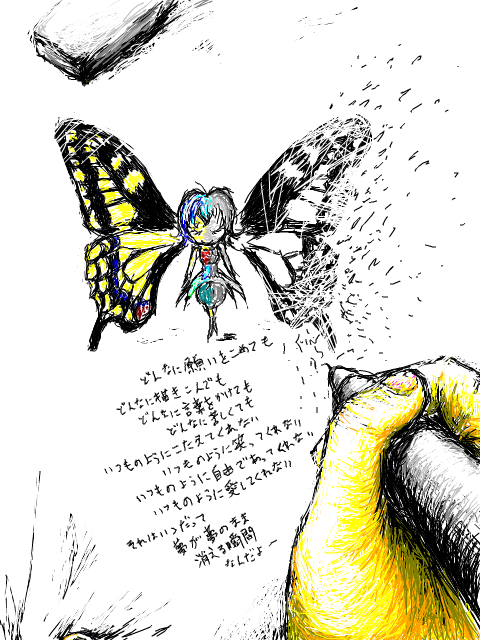 どんなに願いをこめても
どんなに描きこんでも
どんなに言葉をかけても
どんなに楽しくても
いつものようにこたえてくれない
いつものように笑ってくれない
いつものように自由であってくれない
いつものように愛してくれない
それはいつだって
夢が夢のまま
消える瞬間
なんだよー